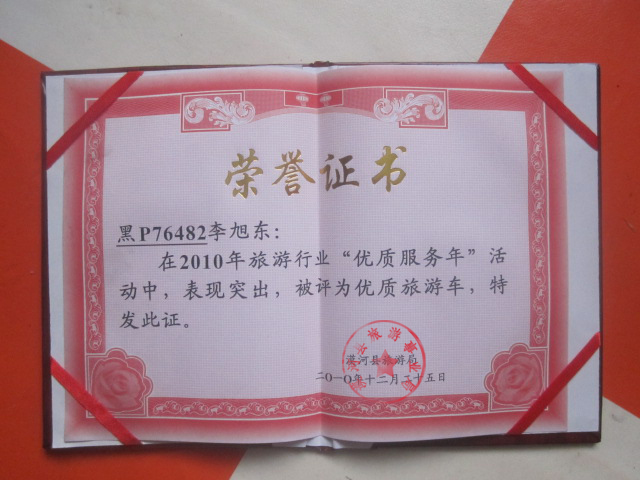 荣誉证书
黑P76482李旭东：
在2010年旅游行业“优质服务年”活
动中，表现突出，被评为优质旅游车，特
发此证。
漠河县旅游局
二〇一〇年十二月二十五日